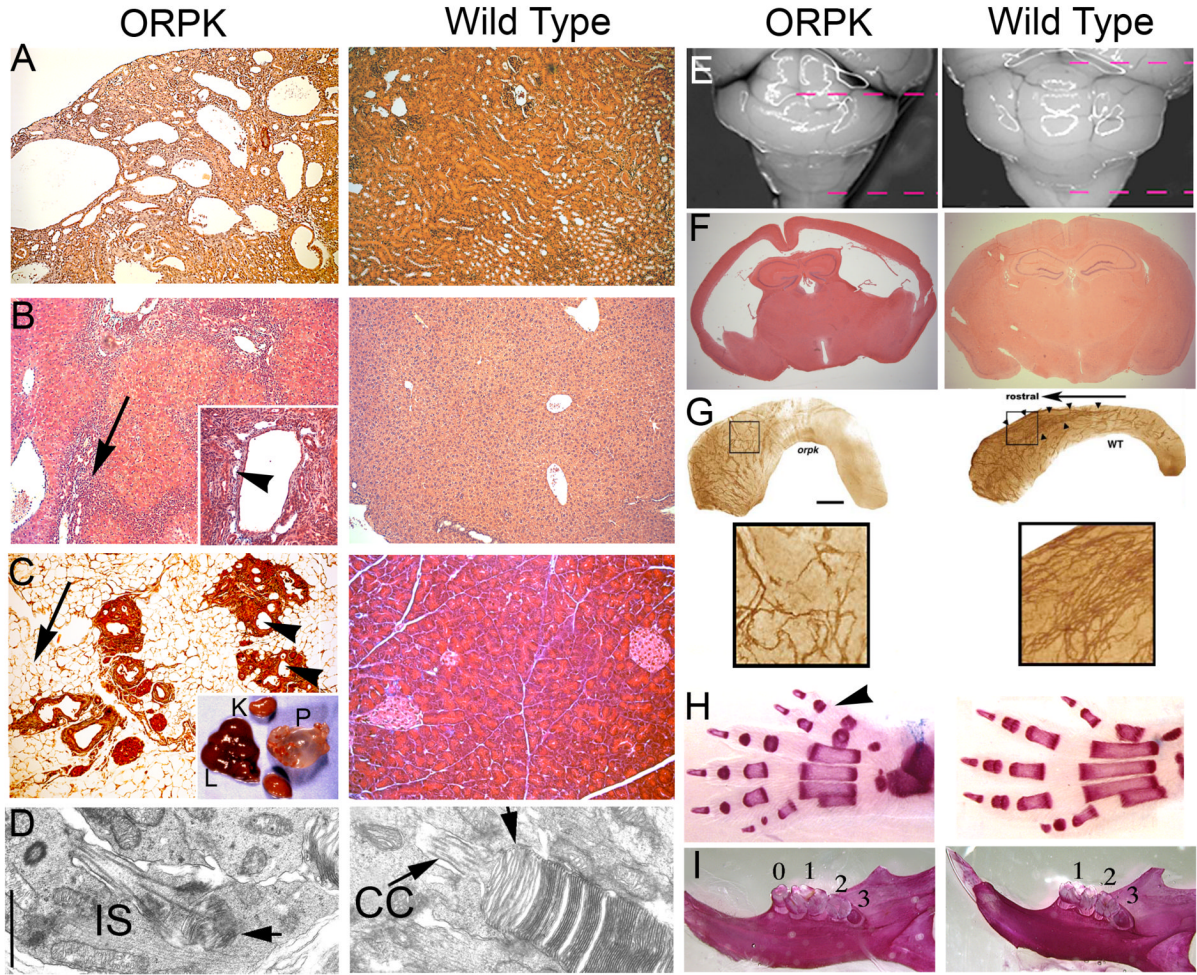 ORPK Wild Type ORPK Wild Type
A
B
C
K
P
L
D
IS
CC
E
F
G
rostral
orpk
WT
H
I
0 1 2 3
1 2 3